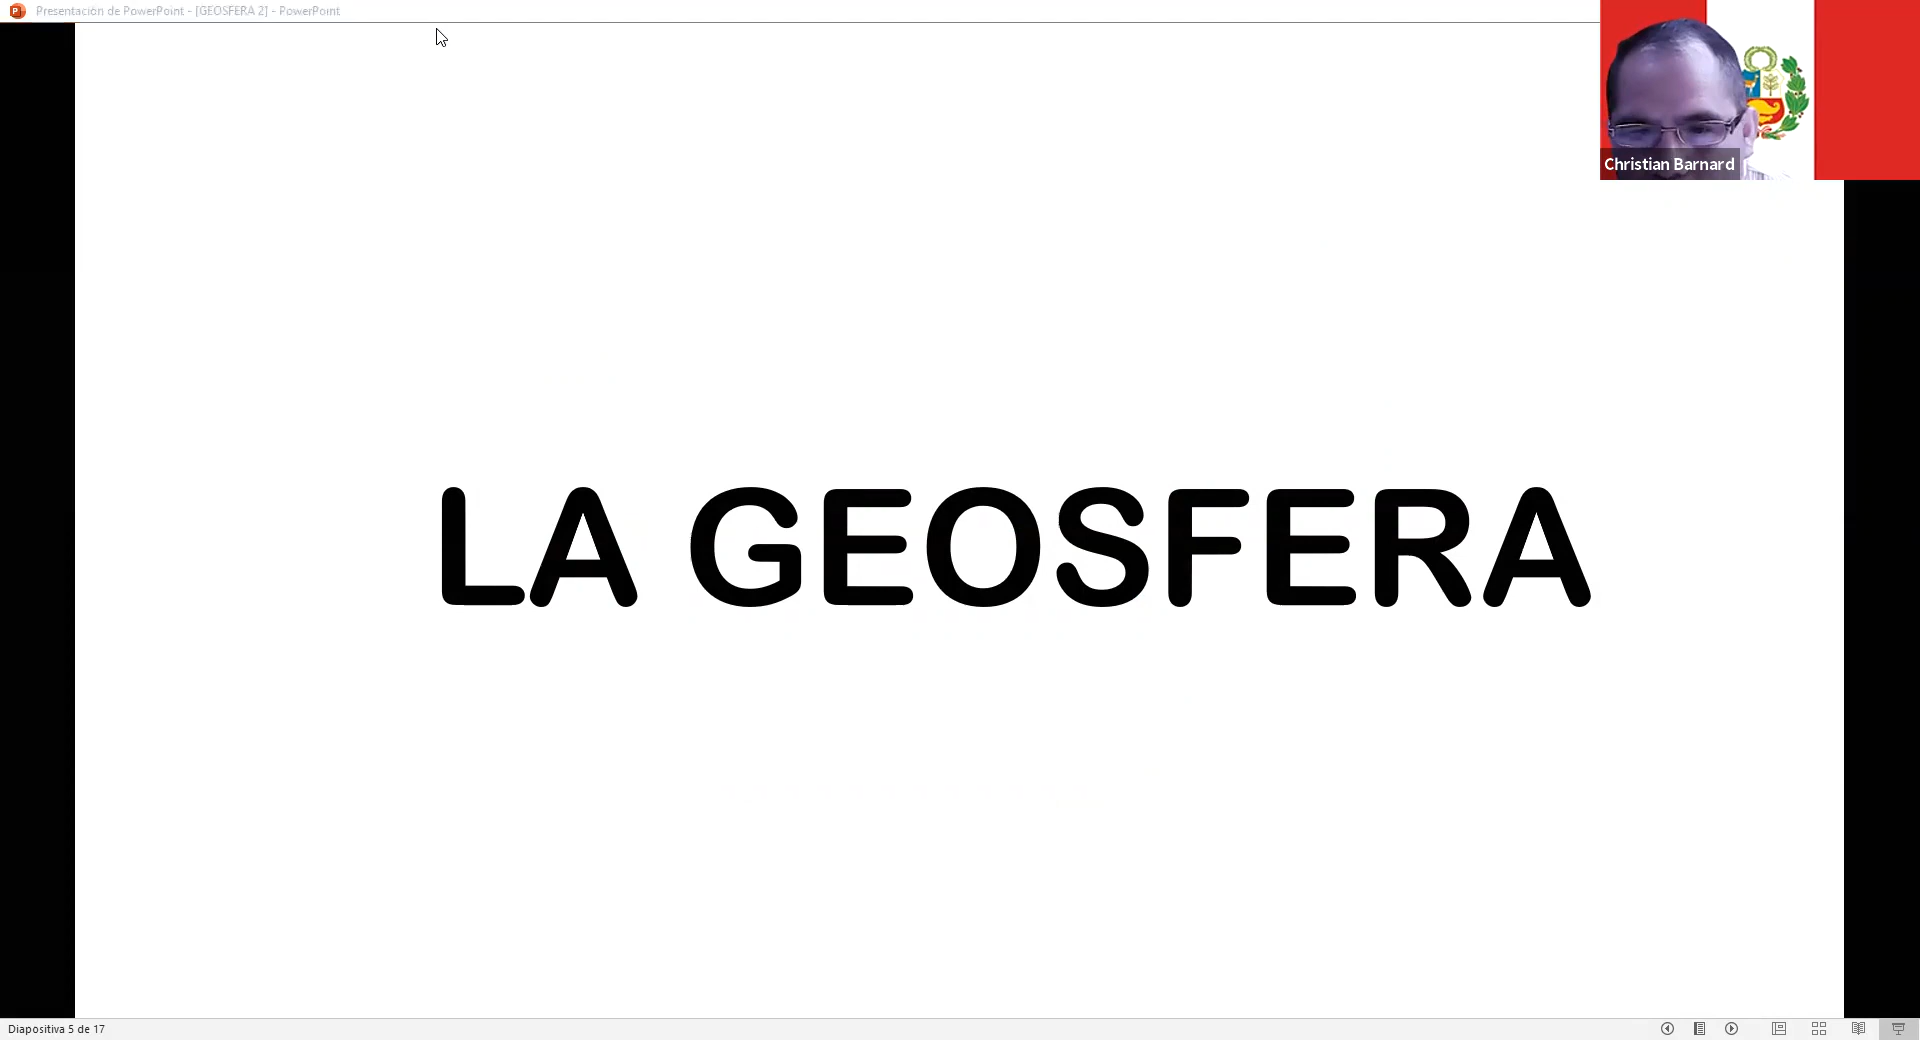 Presentación de PowerPoint - [GEOSFERA 2] - PowerPoint
Christian Barnard
LA GEOSFERA
Diapositiva 5 de 17